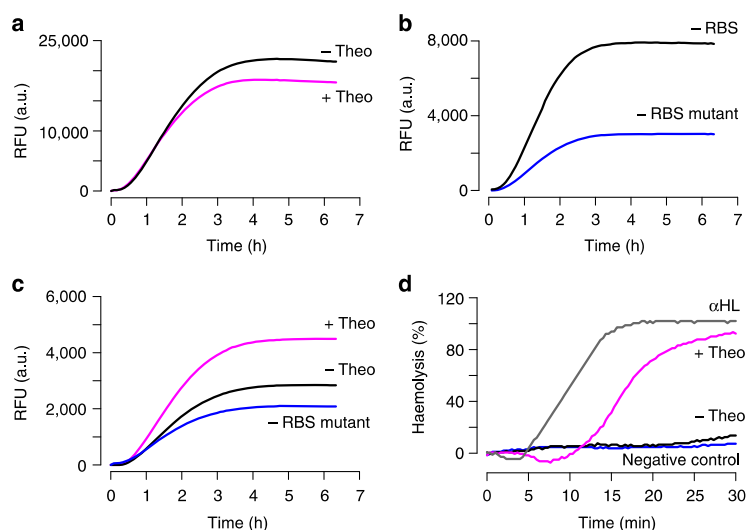 a
25,000
10,000
0
RFU (a.u.)
– Theo
+ Theo
0 1 2 3 4 5 6 7
Time (h)
b
8,000
4,000
0
RFU (a.u.)
– RBS
– RBS mutant
0 1 2 3 4 5 6 7
Time (h)
c
6,000
4,000
2,000
0
RFU (a.u.)
+ Theo
– Theo
– RBS mutant
0 1 2 3 4 5 6 7
Time (h)
d
120
80
40
0
Haemolysis (%)
αHL
+ Theo
– Theo
Negative control
0 5 10 15 20 25 30
Time (min)